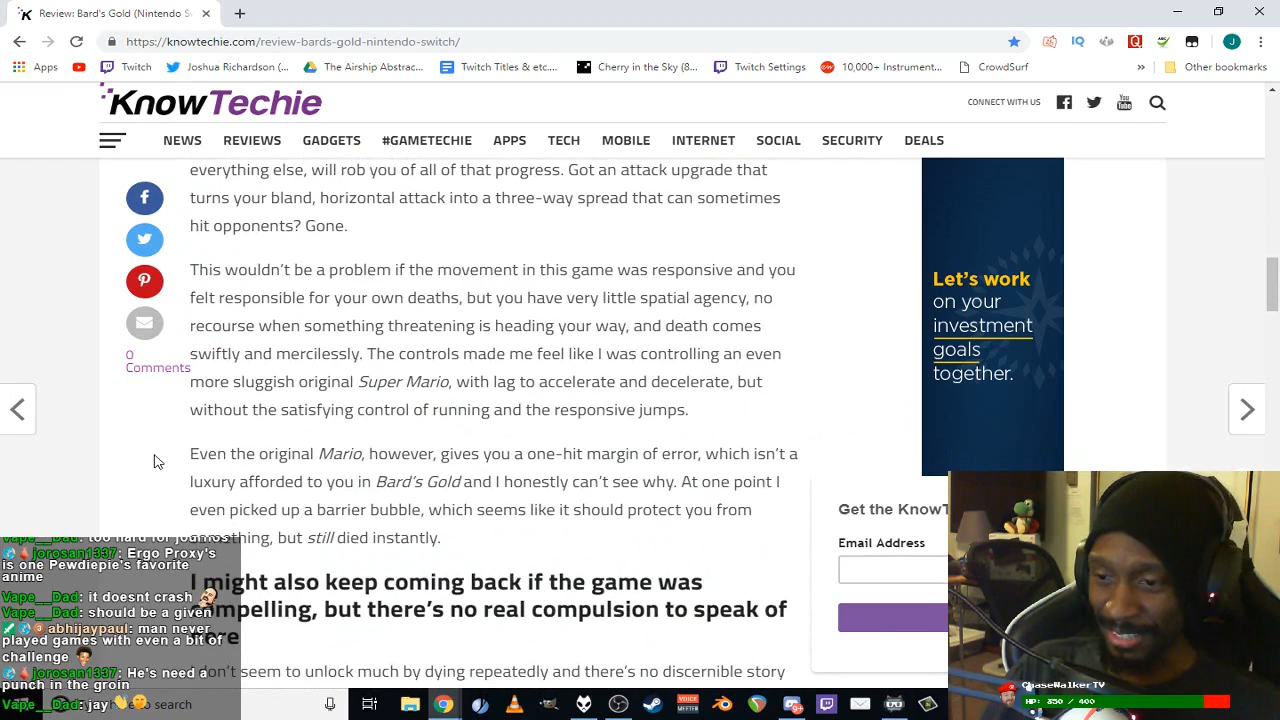 Review: Bard's Gold (Nintendo Sw
https://knowtechie.com/review-bards-gold-nintendo-switch/
J
Apps
Twitch
Joshua Richardson (...
The Airship Abstrac...
Twitch Titles & etc...
Cherry in the Sky (8...
Twitch Settings
10,000+ Instrument...
CrowdSurf
»
Other bookmarks
KnowTechie
CONNECT WITH US
NEWS REVIEWS GADGETS #GAMETECHIE APPS TECH MOBILE INTERNET SOCIAL SECURITY DEALS
everything else, will rob you of all of that progress. Got an attack upgrade that
turns your bland, horizontal attack into a three-way spread that can sometimes
hit opponents? Gone.
This wouldn't be a problem if the movement in this game was responsive and you
felt responsible for your own deaths, but you have very little spatial agency, no
recourse when something threatening is heading your way, and death comes
swiftly and mercilessly. The controls made me feel like I was controlling an even
more sluggish original Super Mario, with lag to accelerate and decelerate, but
without the satisfying control of running and the responsive jumps.
Even the original Mario, however, gives you a one-hit margin of error, which isn't a
luxury afforded to you in Bard's Gold and I honestly can't see why. At one point I
even picked up a barrier bubble, which seems like it should protect you from
something, but still died instantly.
I might also keep coming back if the game was
compelling, but there's no real compulsion to speak of
here
I don't seem to unlock much by dying repeatedly and there's no discernible story
0
Comments
Let's work
on your
investment
goals
together.
Get the KnowT
Email Address
Vape__Dad: too hard for journos
jorosan1337: Ergo Proxy's
is one Pewdiepie's favorite
anime
Vape__Dad: it doesnt crash
Vape__Dad: should be a given
abhijaypaul: man never
played games with even a bit of
challenge
jorosan1337: He's need a
punch in the groin
Vape__Dad: jay
to search
ChaseWalkerTV
HP: 350 / 400